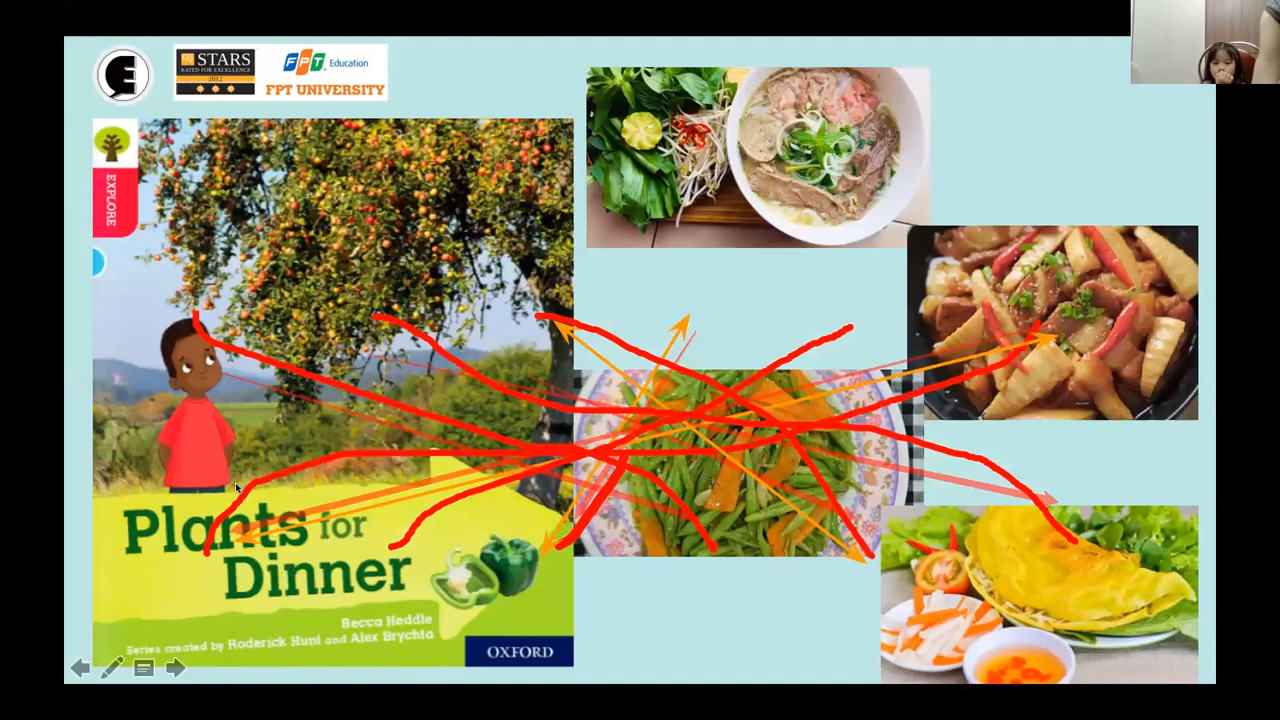 STARS
RATED FOR EXCELLENCE
2012
FPT Education
FPT UNIVERSITY
EXPLORE
Plants for
Dinner
Becca Heddle
Series created by Roderick Hunt and Alex Brychta
OXFORD